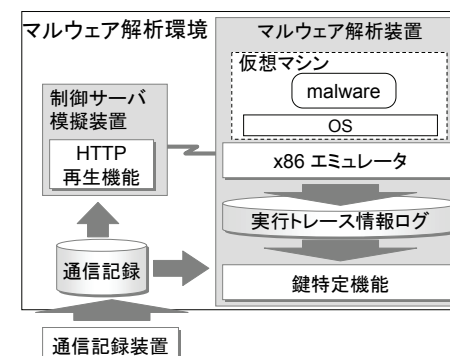 マルウェア解析環境
マルウェア解析装置
仮想マシン
malware
OS
x86 エミュレータ
制御サーバ
模擬装置
HTTP
再生機能
実行トレース情報ログ
通信記録
鍵特定機能
通信記録装置